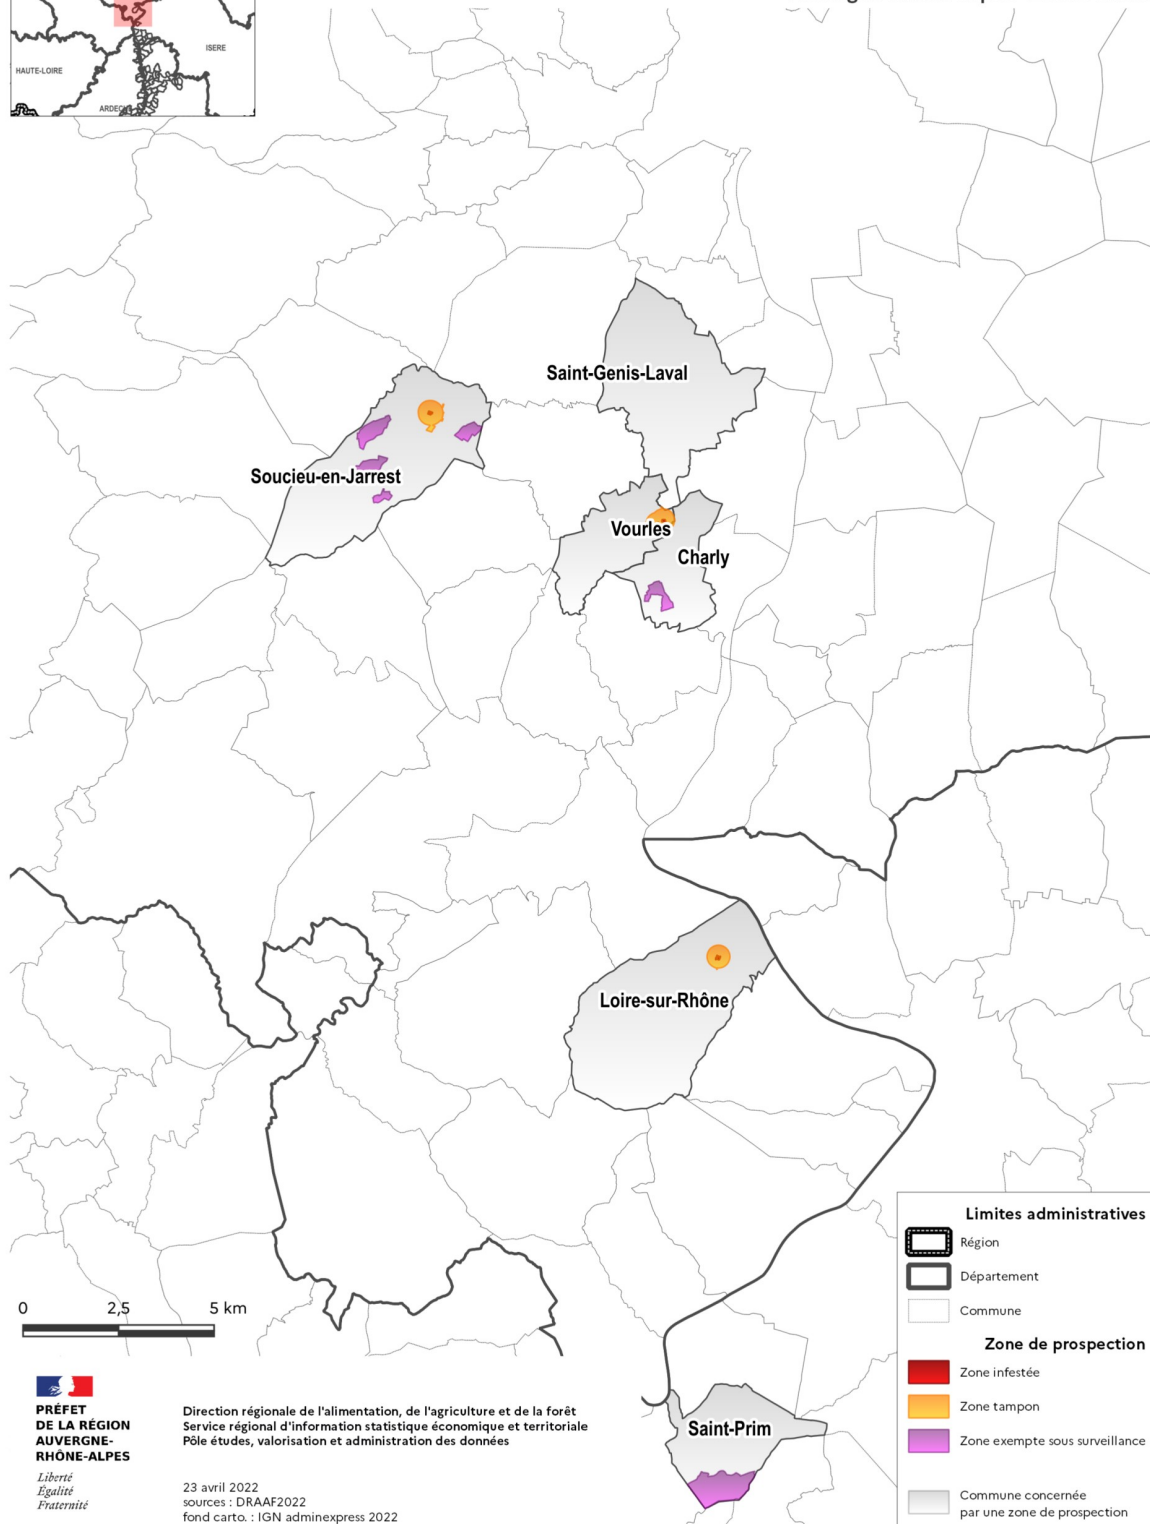 ISERE
HAUTE-LOIRE
Saint-Genis-Laval
Soucieu-en-Jarrest
Vourles
Charly
Loire-sur-Rhône
Saint-Prim
0 2,5 5 km
PRÉFET
DE LA RÉGION
AUVERGNE-
RHÔNE-ALPES
Liberté
Égalité
Fraternité
Direction régionale de l'alimentation, de l'agriculture et de la forêt
Service régional d'information statistique économique et territoriale
Pôle études, valorisation et administration des données
23 avril 2022
sources : DRAAF2022
fond carto. : IGN adminexpress 2022
Limites administratives
Région
Département
Commune
Zone de prospection
Zone infestée
Zone tampon
Zone exempte sous surveillance
Commune concernée
par une zone de prospection